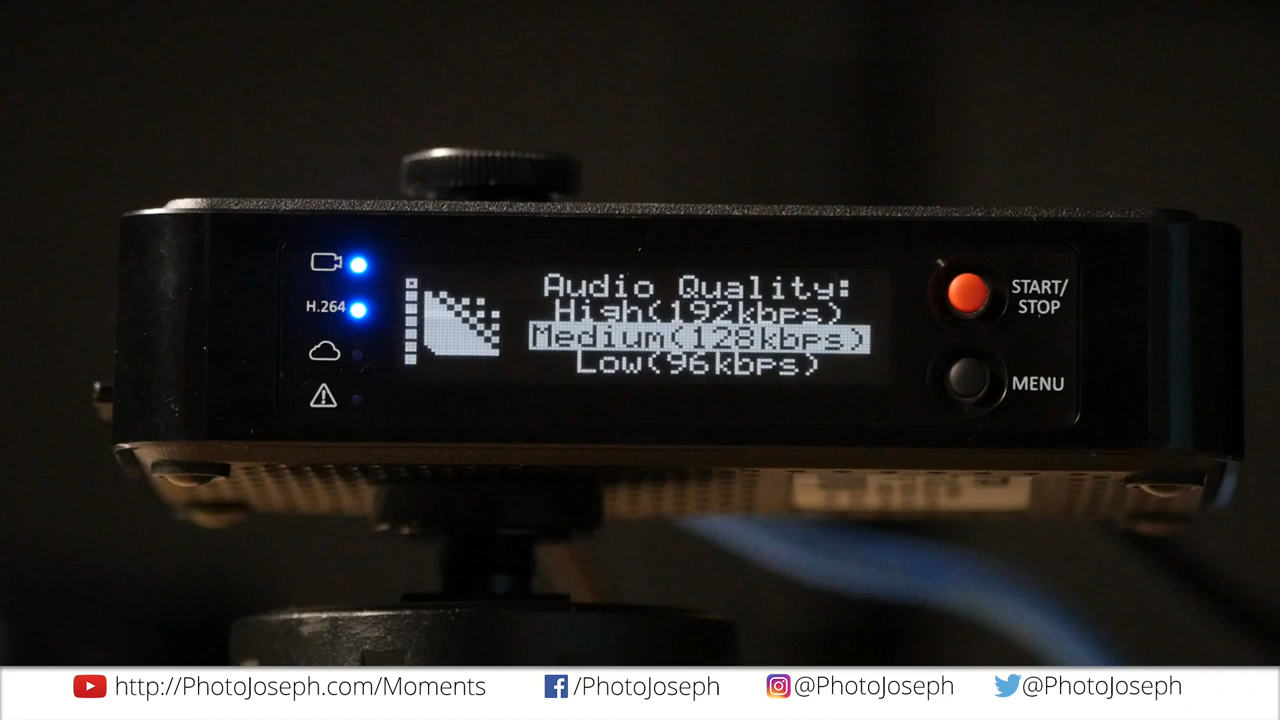 H.264
Audio Quality:
High(192kbps)
Medium(128kbps)
Low(96kbps)
START/
STOP
MENU
http://PhotoJoseph.com/Moments
/PhotoJoseph
@PhotoJoseph
@PhotoJoseph